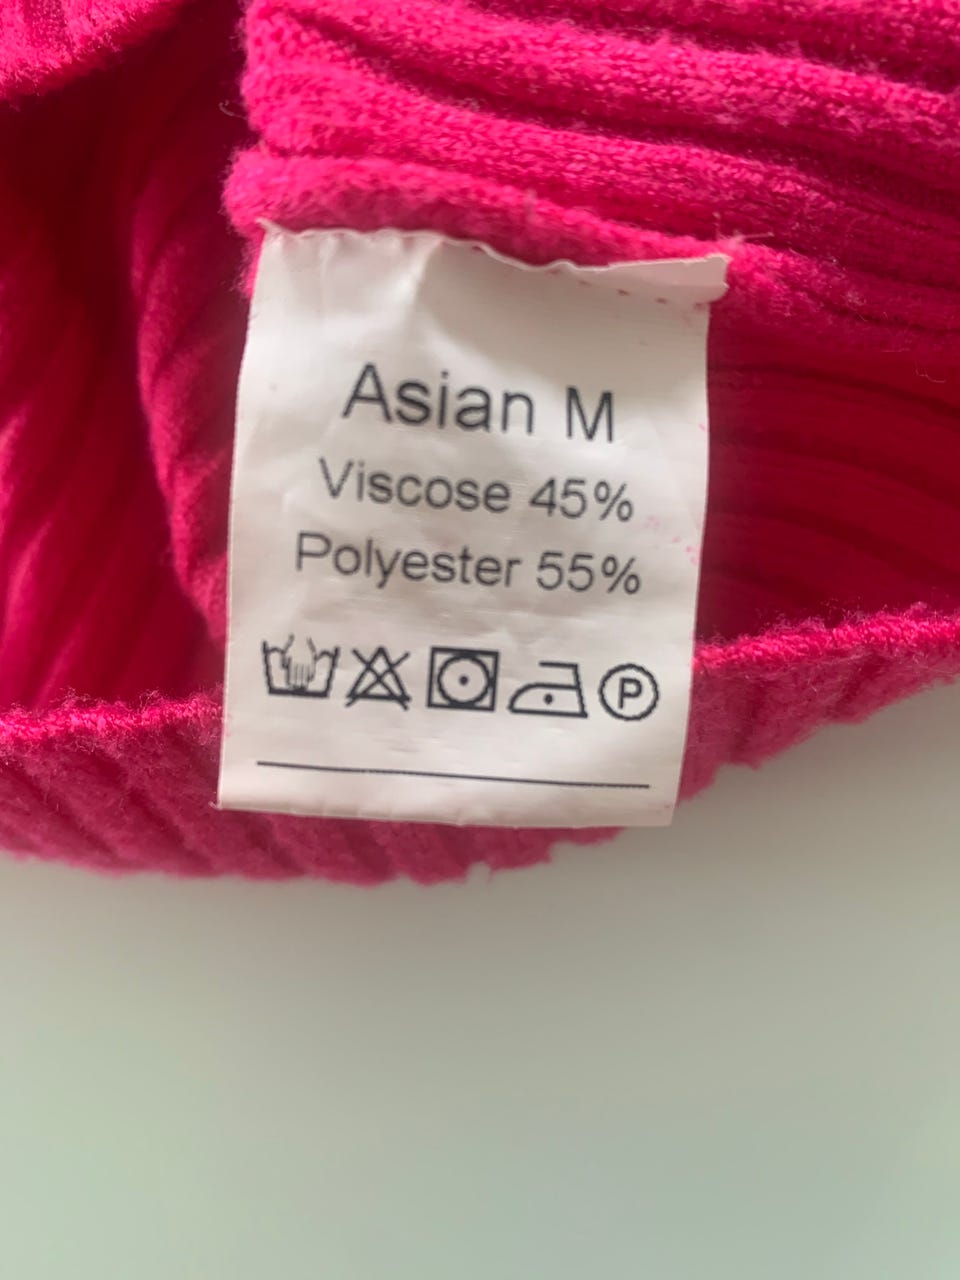 Asian M
Viscose 45%
Polyester 55%
P